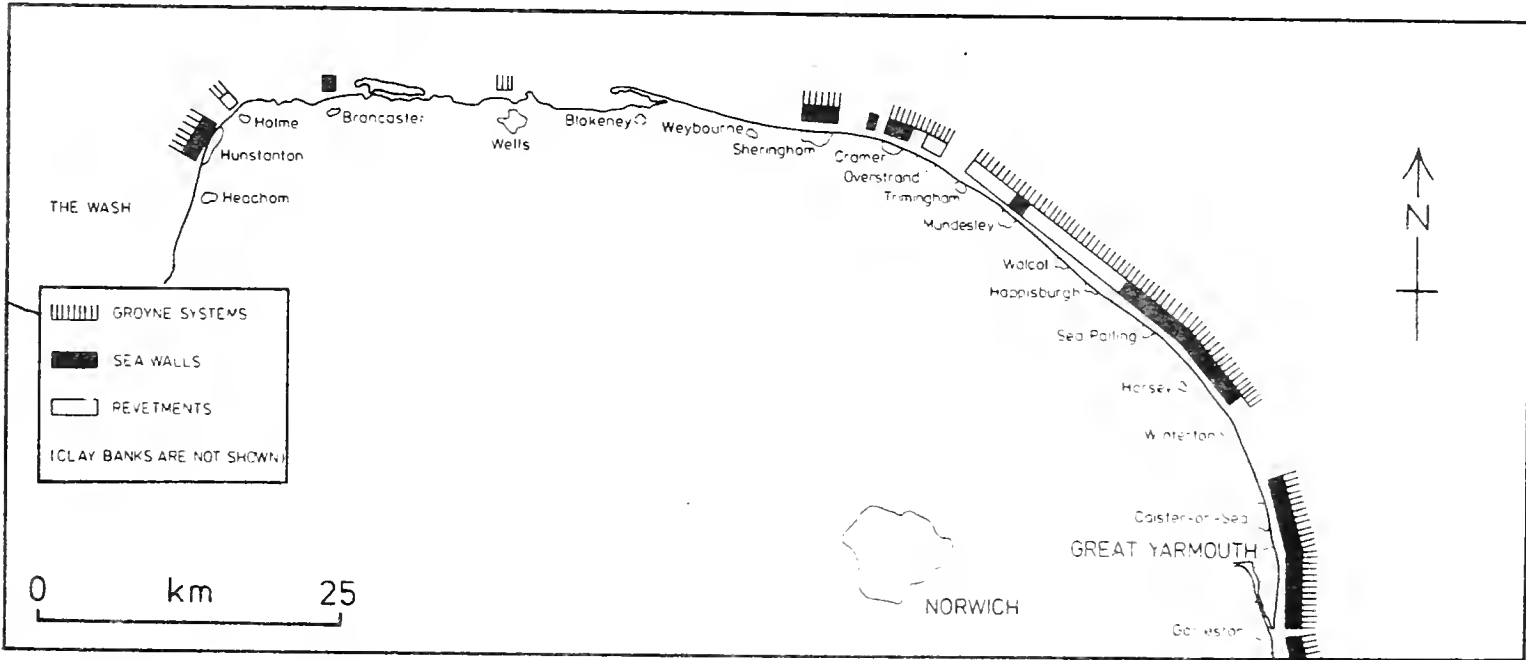 Holme
Brancaster
Wells
Blakeney
Weybourne
Sheringham
Cromer
Overstrand
Trimingham
Mundesley
Walcot
Happisburgh
Sea Palling
Horsey
Winterton
Caister-on-Sea
GREAT YARMOUTH
Gorleston
NORWICH
Hunstanton
Heacham
THE WASH
N
GROYNE SYSTEMS
SEA WALLS
REVETMENTS
(CLAY BANKS ARE NOT SHOWN)
0 km 25